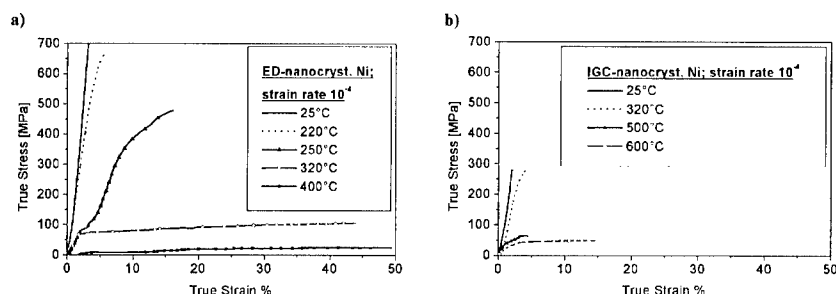 a)
700
600
500
400
300
200
100
0
True Stress [MPa]
0 10 20 30 40 50
True Strain %
ED-nanocryst. Ni;
strain rate 10⁻⁴
25°C
220°C
250°C
320°C
400°C
b)
700
600
500
400
300
200
100
0
True Stress [MPa]
0 10 20 30 40 50
True Strain %
IGC-nanocryst. Ni; strain rate 10⁻⁴
25°C
320°C
500°C
600°C